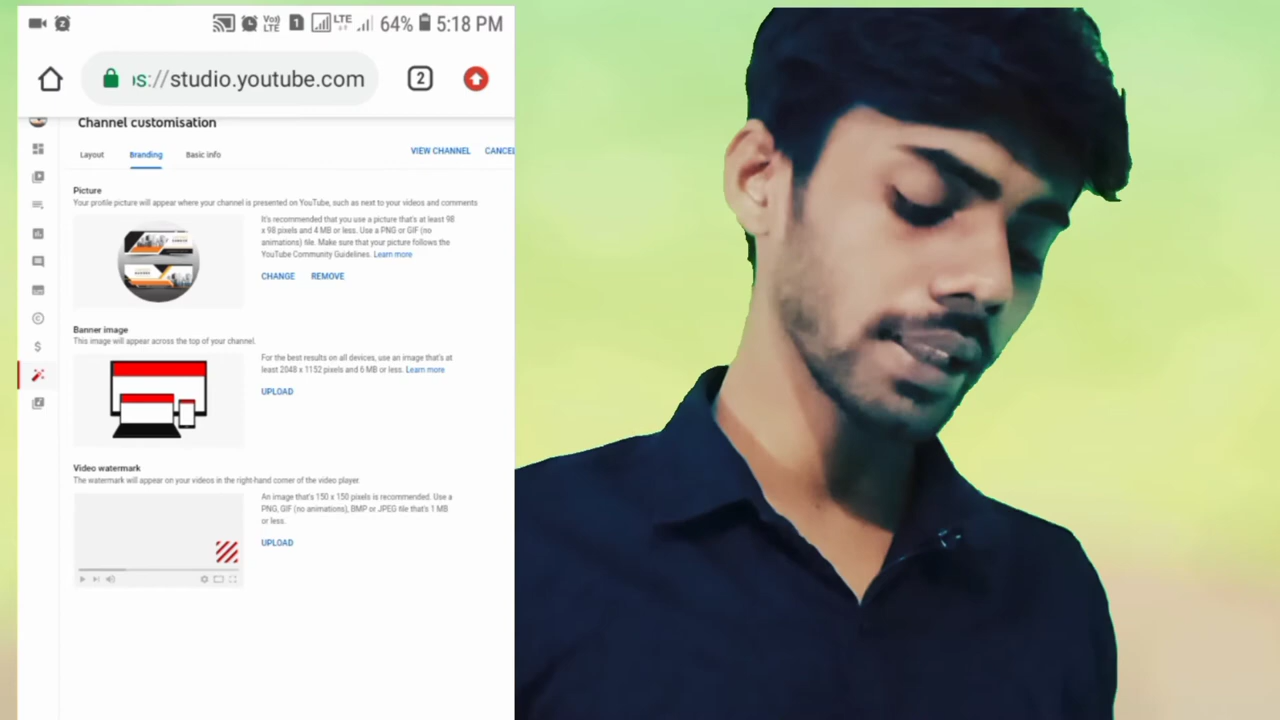 Vo)) LTE 1 LTE 64% 5:18 PM
s://studio.youtube.com 2
Channel customisation
Layout Branding Basic info VIEW CHANNEL CANCEL
Picture
Your profile picture will appear where your channel is presented on YouTube, such as next to your videos and comments
It's recommended that you use a picture that's at least 98
x 98 pixels and 4 MB or less. Use a PNG or GIF (no
animations) file. Make sure that your picture follows the
YouTube Community Guidelines. Learn more
CHANGE REMOVE
Banner image
This image will appear across the top of your channel.
For the best results on all devices, use an image that's at
least 2048 x 1152 pixels and 6 MB or less. Learn more
UPLOAD
Video watermark
The watermark will appear on your videos in the right-hand corner of the video player.
An image that's 150 x 150 pixels is recommended. Use a
PNG, GIF (no animations), BMP or JPEG file that's 1 MB
or less.
UPLOAD